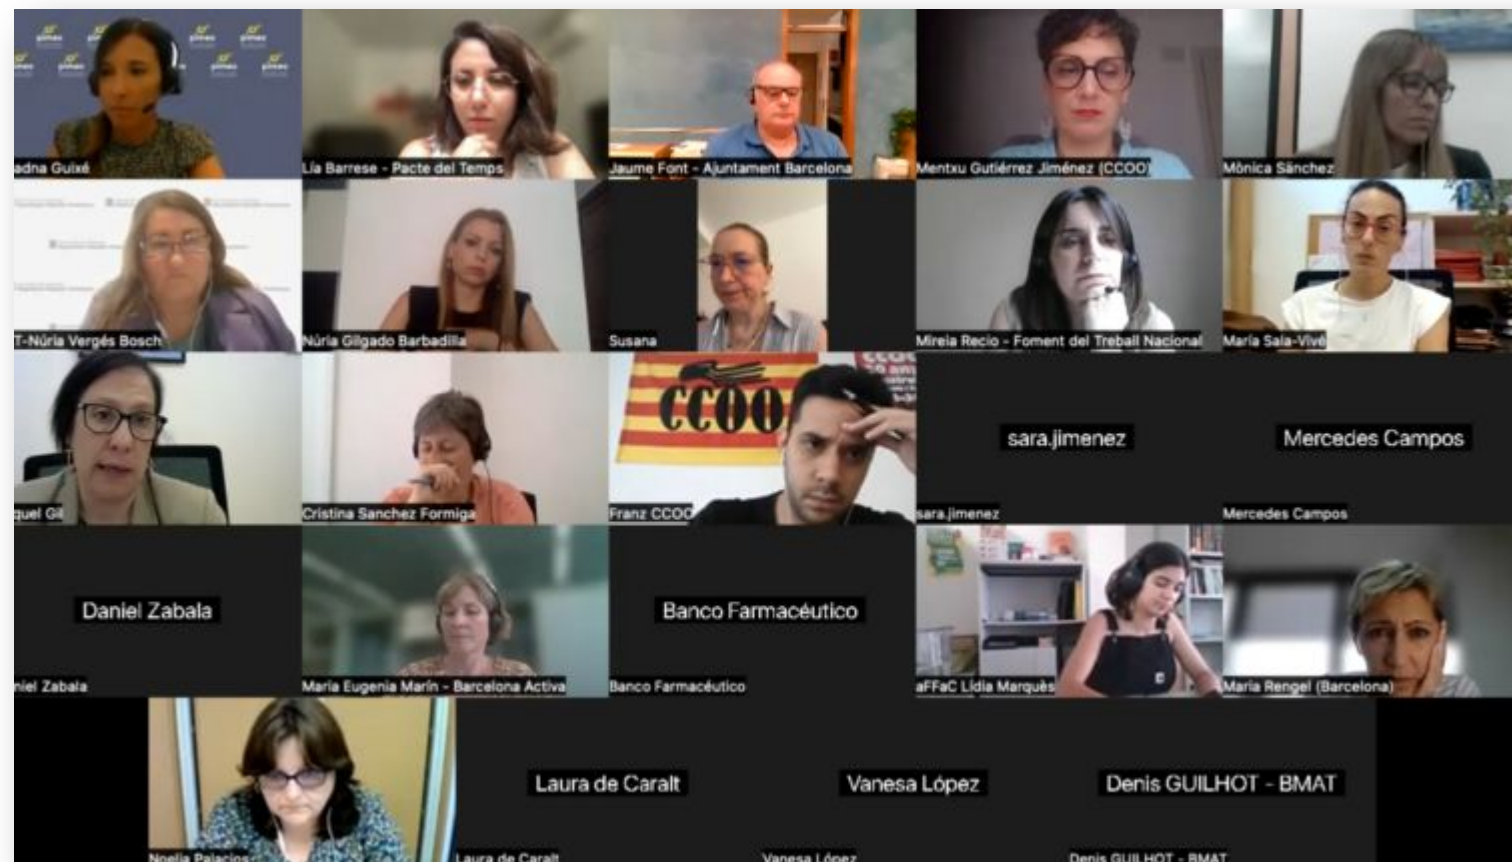 pimec
adna Guixé
Lía Barrese - Pacte del Temps
Jaume Font - Ajuntament Barcelona
Mentxu Gutiérrez Jiménez (CCOO)
Mònica Sánchez
T-Núria Vergés Bosch
Núria Gilgado Barbadilla
Susana
Mireia Recio - Foment del Treball Nacional
María Sala-Vivé
quel Gil
Cristina Sanchez Formiga
CCOO
Franz CCOO
sara.jimenez
sara.jimenez
Mercedes Campos
Mercedes Campos
Daniel Zabala
niel Zabala
Maria Eugenia Marín - Barcelona Activa
Banco Farmacéutico
Banco Farmacéutico
aFFaC Lídia Marquès
Maria Rengel (Barcelona)
Noelia Palacios
Laura de Caralt
Laura de Caralt
Vanesa López
Vanesa López
Denis GUILHOT - BMAT
Denis GUILHOT - BMAT